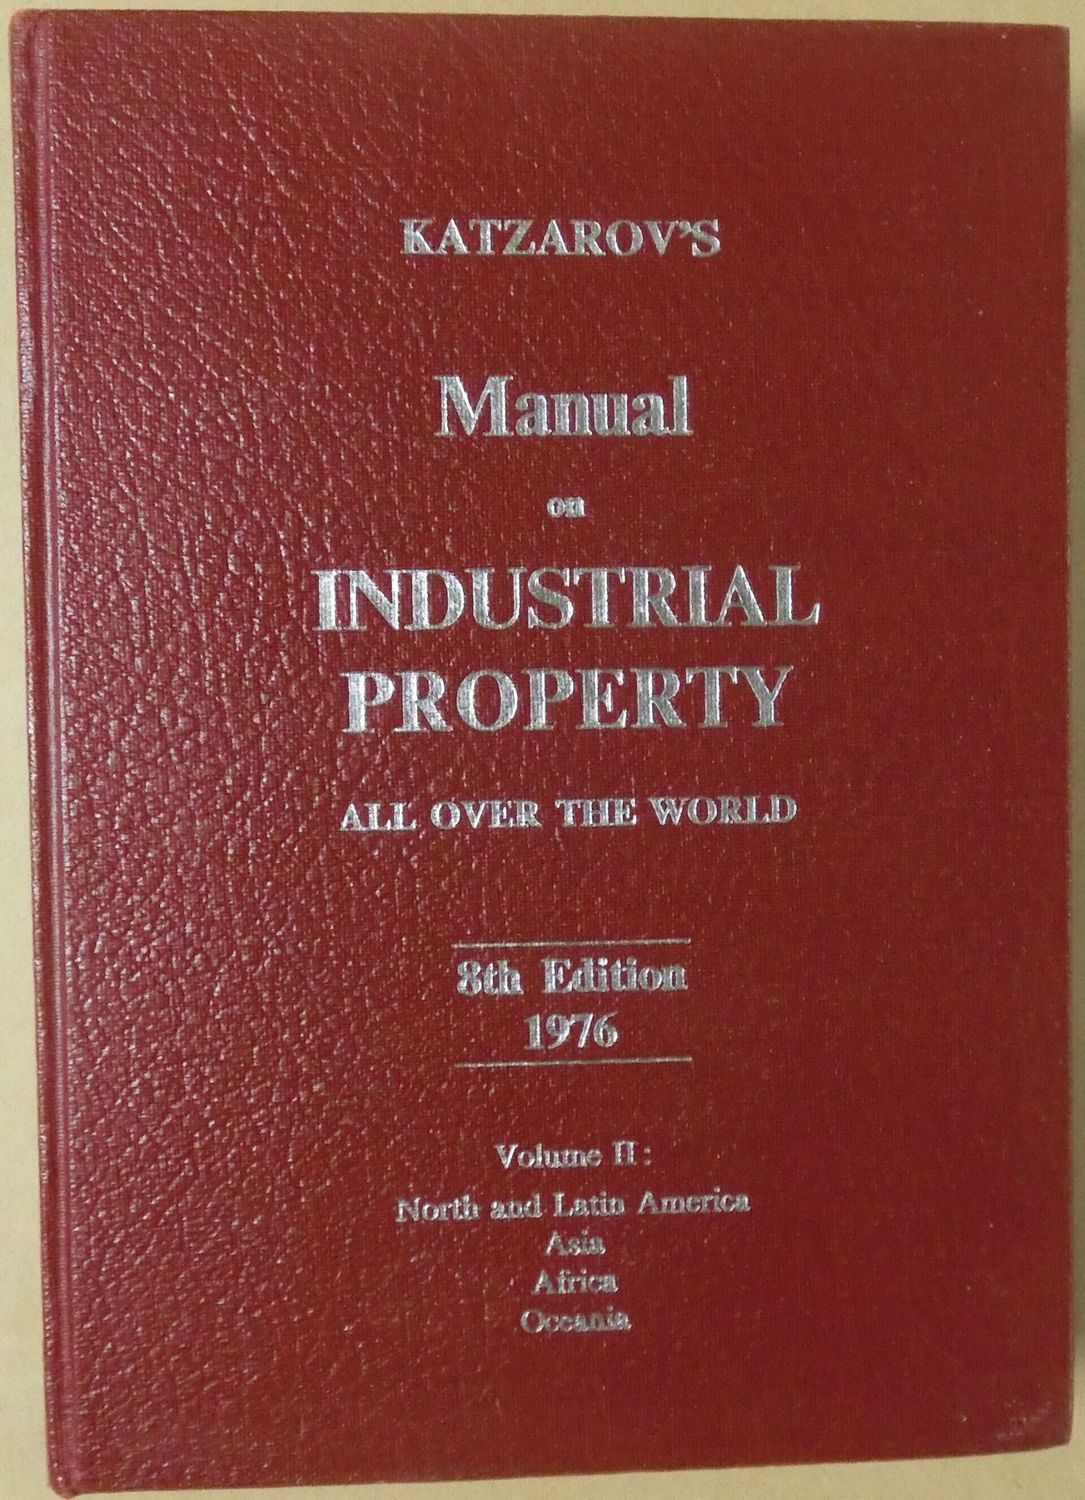 KATZAROV'S
Manual
on
INDUSTRIAL
PROPERTY
ALL OVER THE WORLD
8th Edition
1976
Volume II :
North and Latin America
Asia
Africa
Oceania